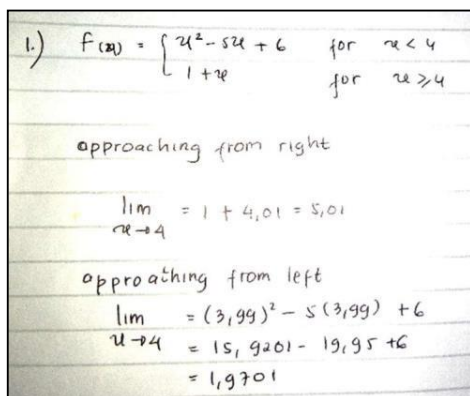 1.) f(x) = { x² - 5x + 6 for x < 4
1 + x for x ≥ 4
approaching from right
lim x→4 = 1 + 4,01 = 5,01
approathing from left
lim x→4 = (3,99)² - 5(3,99) + 6
= 15,9201 - 19,95 +6
= 1,9701